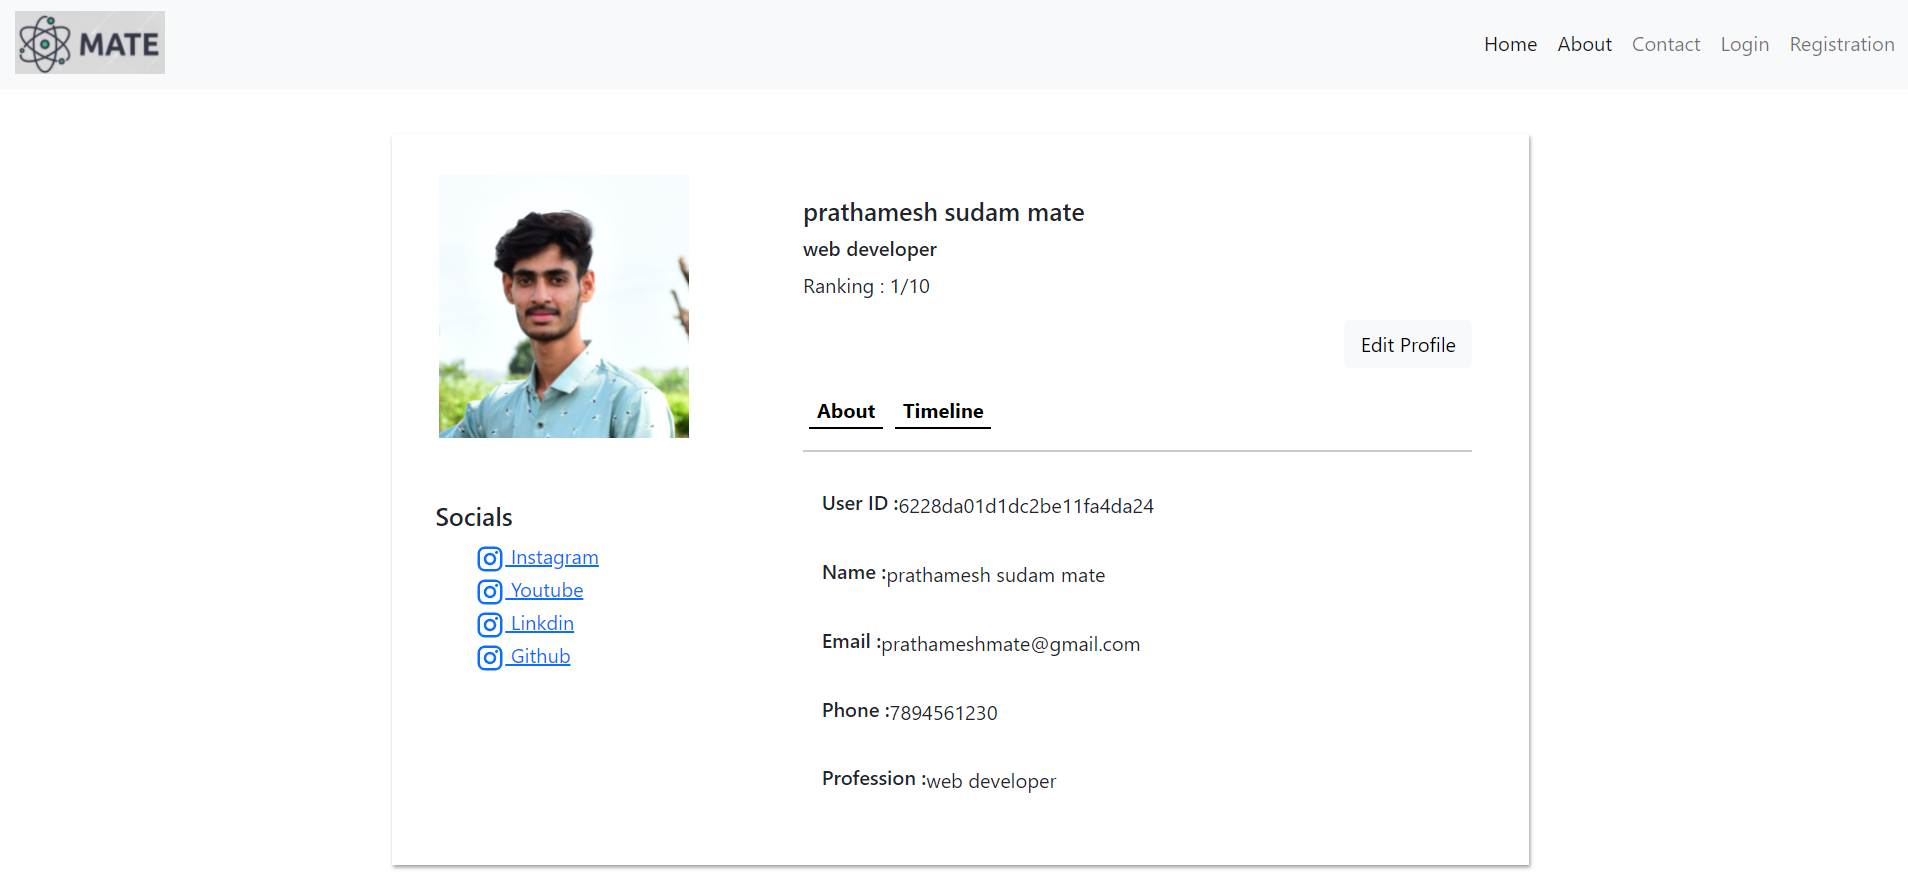 MATE
Home About Contact Login Registration
prathamesh sudam mate
web developer
Ranking : 1/10
Edit Profile
About Timeline
Socials
Instagram
Youtube
Linkdin
Github
User ID :6228da01d1dc2be11fa4da24
Name :prathamesh sudam mate
Email :prathameshmate@gmail.com
Phone :7894561230
Profession :web developer